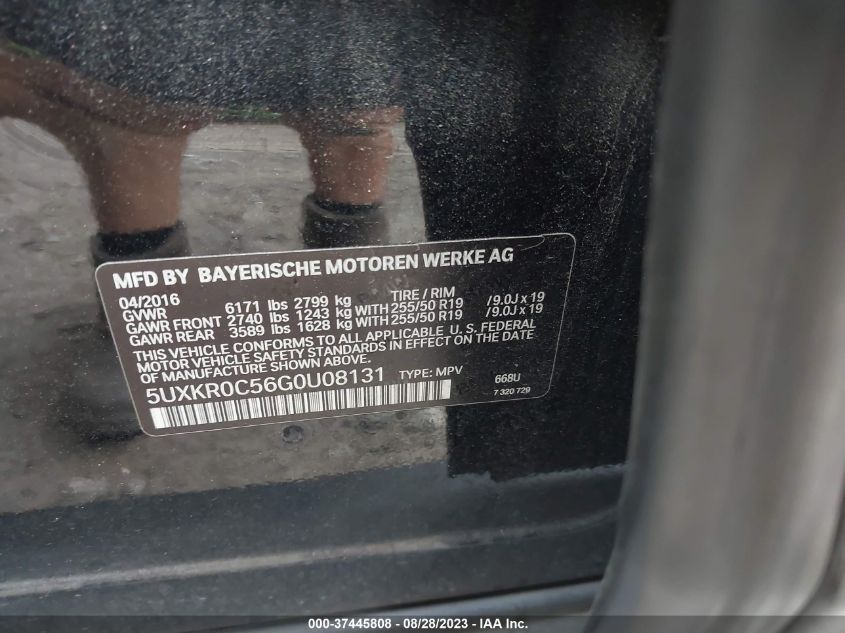 MFD BY BAYERISCHE MOTOREN WERKE AG
04/2016 TIRE / RIM
GVWR 6171 lbs 2799 kg
GAWR FRONT 2740 lbs 1243 kg WITH 255/50 R19 /9.0J x 19
GAWR REAR 3589 lbs 1628 kg WITH 255/50 R19 /9.0J x 19
THIS VEHICLE CONFORMS TO ALL APPLICABLE U. S. FEDERAL
MOTOR VEHICLE SAFETY STANDARDS IN EFFECT ON THE DATE
OF MANUFACTURE SHOWN ABOVE.
5UXKR0C56G0U08131 TYPE: MPV 668U
7 320 729
000-37445808 | 08/28/2023 | IAA Inc.